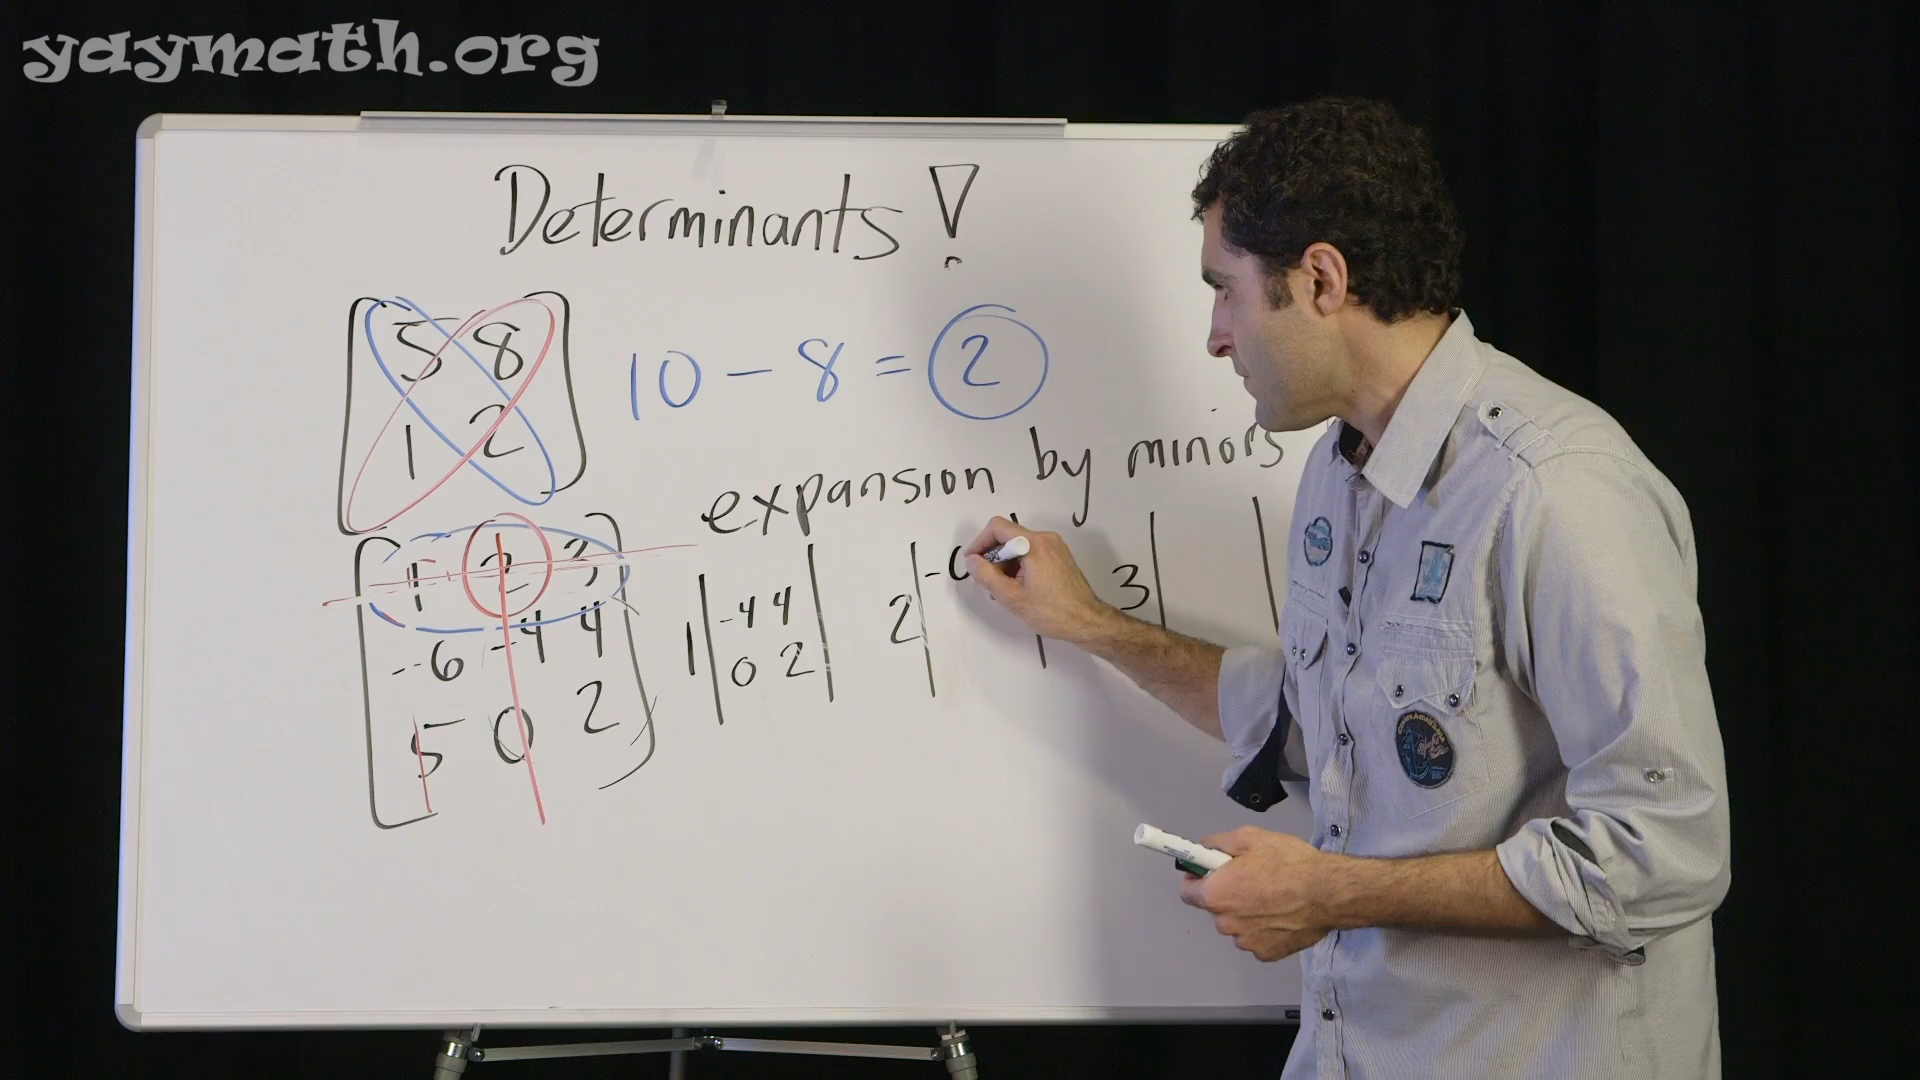 yaymath.org
Determinants!
5 8
1 2
10 - 8 = 2
expansion by minors
1 2 3
-6 -4 4
5 0 2
1 | -4 4 |
0 2
2 | -
3 | |